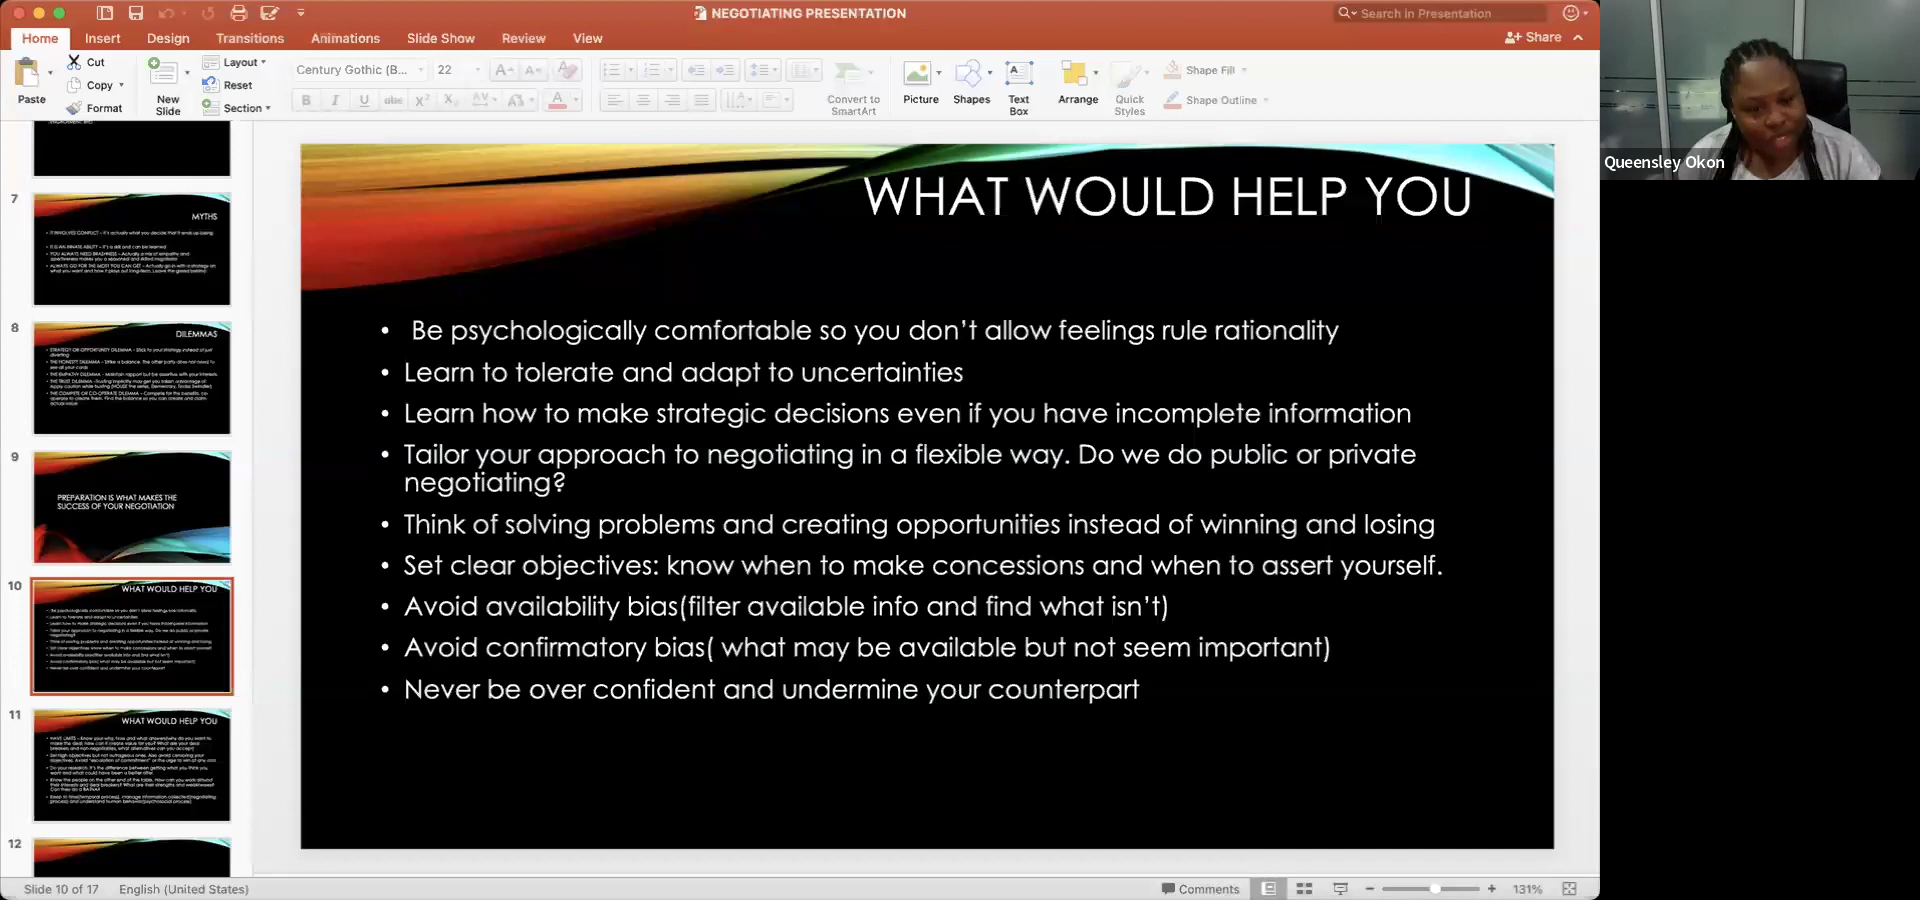 NEGOTIATING PRESENTATION
Search in Presentation
Home Insert Design Transitions Animations Slide Show Review View
Share
Paste
Cut
Copy
Format
New Slide
Layout
Reset
Section
Century Gothic (B... 22
B I U abc X² X₂ AV Aa A
Convert to SmartArt
Picture
Shapes
Text Box
Arrange
Quick Styles
Shape Fill
Shape Outline
7
MYTHS
8
DILEMMAS
9
PREPARATION IS WHAT MAKES THE
SUCCESS OF YOUR NEGOTIATION
10
WHAT WOULD HELP YOU
11
WHAT WOULD HELP YOU
12
WHAT WOULD HELP YOU
• Be psychologically comfortable so you don’t allow feelings rule rationality
• Learn to tolerate and adapt to uncertainties
• Learn how to make strategic decisions even if you have incomplete information
• Tailor your approach to negotiating in a flexible way. Do we do public or private
negotiating?
• Think of solving problems and creating opportunities instead of winning and losing
• Set clear objectives: know when to make concessions and when to assert yourself.
• Avoid availability bias(filter available info and find what isn’t)
• Avoid confirmatory bias( what may be available but not seem important)
• Never be over confident and undermine your counterpart
Queensley Okon
Slide 10 of 17 English (United States)
Comments
131%